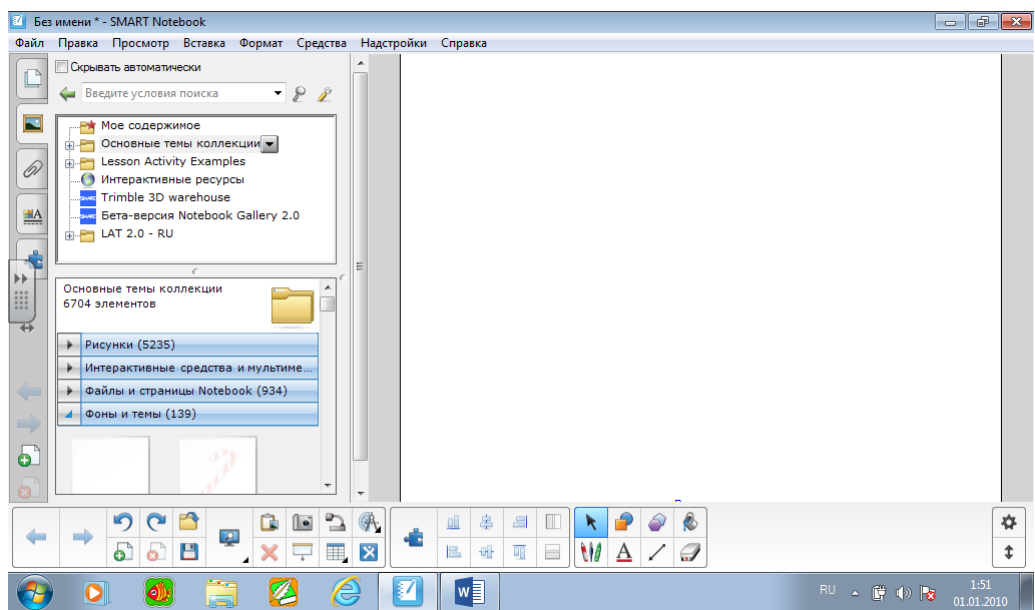 Без имени * - SMART Notebook
Файл Правка Просмотр Вставка Формат Средства Надстройки Справка
Скрывать автоматически
Введите условия поиска
Мое содержимое
Основные темы коллекции
Lesson Activity Examples
Интерактивные ресурсы
Trimble 3D warehouse
Бета-версия Notebook Gallery 2.0
LAT 2.0 - RU
Основные темы коллекции
6704 элементов
Рисунки (5235)
Интерактивные средства и мультиме...
Файлы и страницы Notebook (934)
Фоны и темы (139)
A
W
RU
1:51
01.01.2010